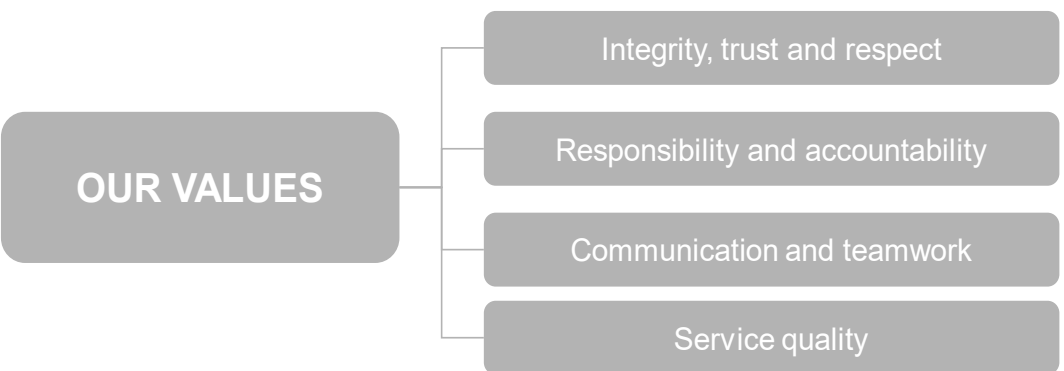 OUR VALUES
Integrity, trust and respect
Responsibility and accountability
Communication and teamwork
Service quality